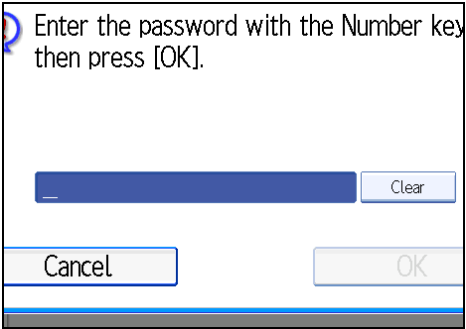 Enter the password with the Number key
then press [OK].
Clear
Cancel
OK